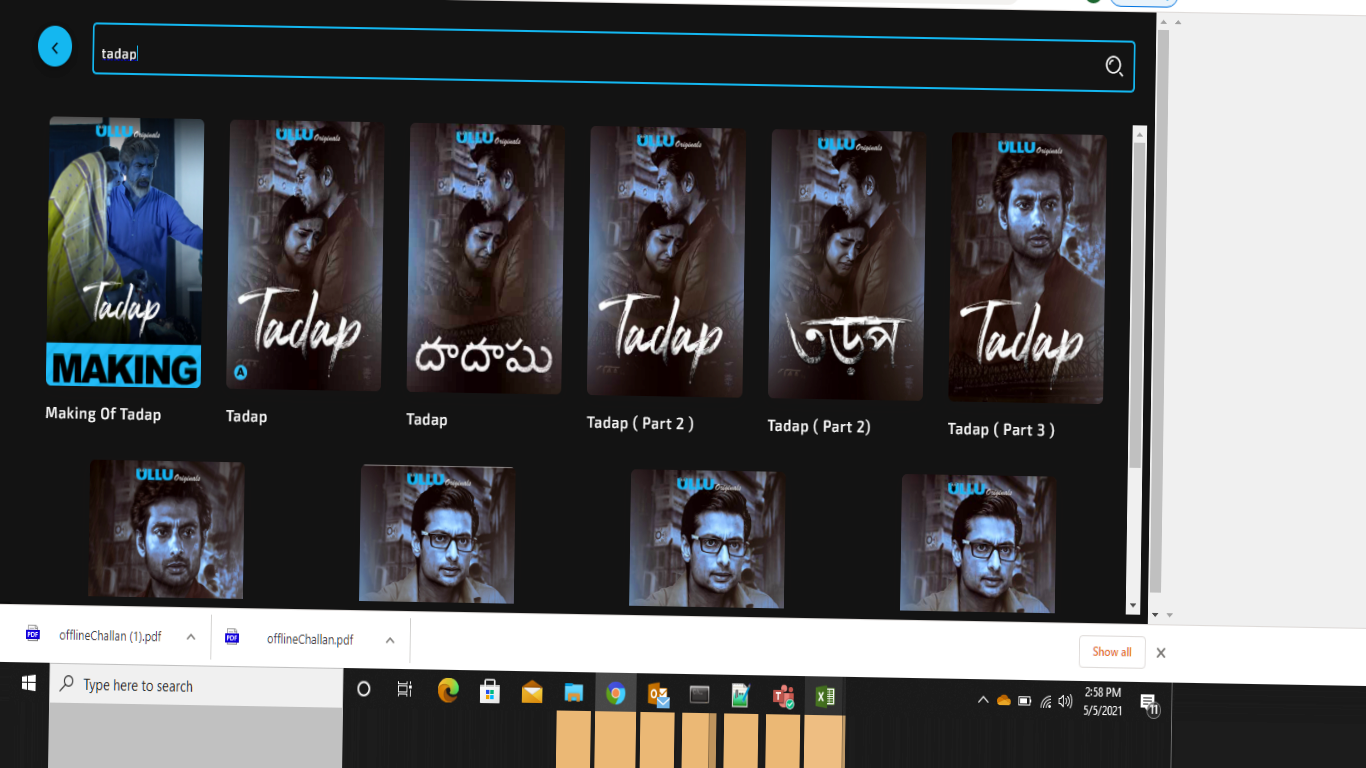 tadap
ULLU Originals
Tadap
MAKING
Making Of Tadap
ULLU Originals
Tadap
A
Tadap
ULLU Originals
దాదాపు
Tadap
ULLU Originals
Tadap
Tadap ( Part 2 )
ULLU Originals
তড়প
Tadap ( Part 2)
ULLU Originals
Tadap
Tadap ( Part 3 )
ULLU Originals
ULLU Originals
ULLU Originals
ULLU Originals
PDF offlineChallan (1).pdf
PDF offlineChallan.pdf
Show all
Type here to search
2:58 PM
5/5/2021
11